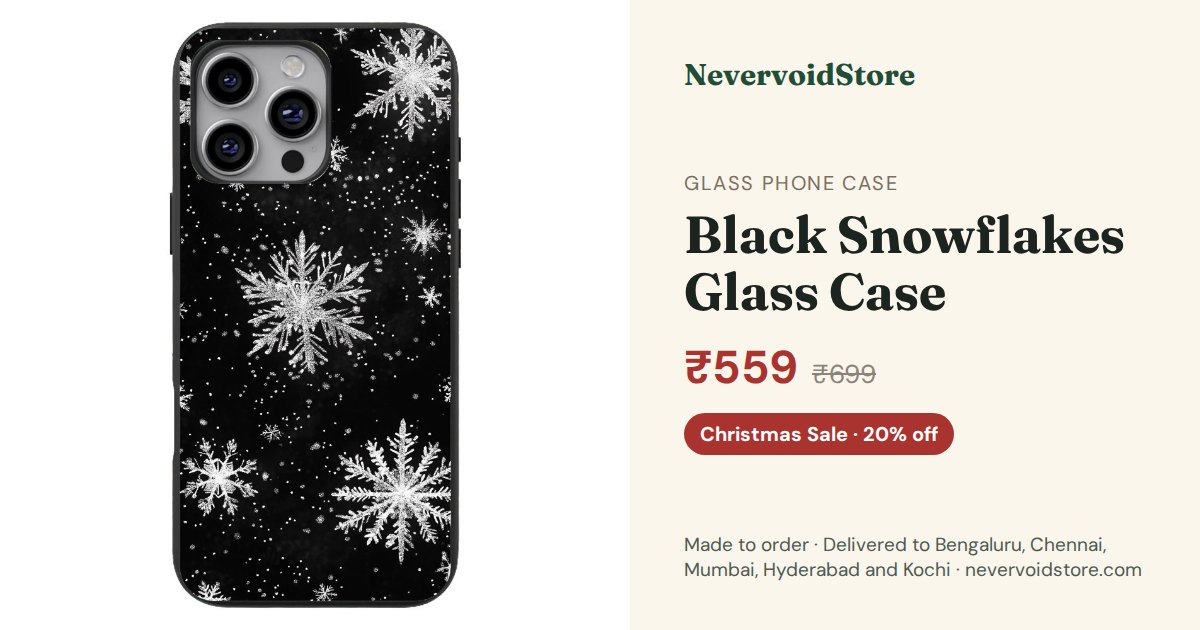 NevervoidStore
GLASS PHONE CASE
Black Snowflakes
Glass Case
₹559 ₹699
Christmas Sale · 20% off
Made to order · Delivered to Bengaluru, Chennai,
Mumbai, Hyderabad and Kochi · nevervoidstore.com